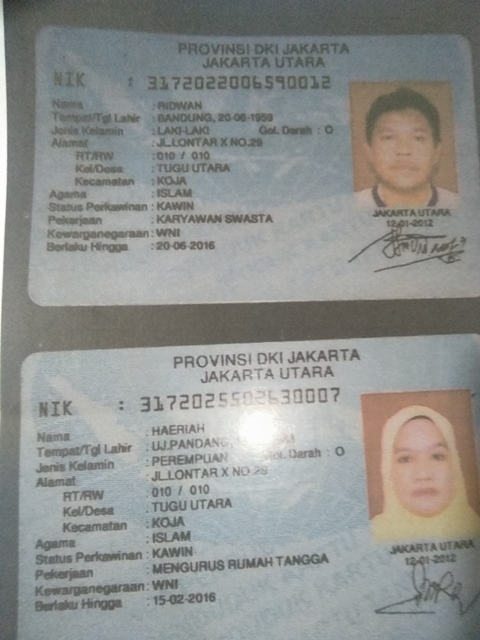 PROVINSI DKI JAKARTA
JAKARTA UTARA
NIK : 3172022006590012
Nama : RIDWAN
Tempat/Tgl Lahir : BANDUNG, 20-06-1959
Jenis Kelamin : LAKI-LAKI Gol. Darah : O
Alamat : JL.LONTAR X NO.29
RT/RW : 010 / 010
Kel/Desa : TUGU UTARA
Kecamatan : KOJA
Agama : ISLAM
Status Perkawinan : KAWIN
Pekerjaan : KARYAWAN SWASTA
Kewarganegaraan : WNI
Berlaku Hingga : 20-06-2016
JAKARTA UTARA
12-01-2012
PROVINSI DKI JAKARTA
JAKARTA UTARA
NIK : 3172025502630007
Nama : HAERIAH
Tempat/Tgl Lahir : UJ.PANDANG,
Jenis Kelamin : PEREMPUAN Gol. Darah : O
Alamat : JL.LONTAR X NO.29
RT/RW : 010 / 010
Kel/Desa : TUGU UTARA
Kecamatan : KOJA
Agama : ISLAM
Status Perkawinan : KAWIN
Pekerjaan : MENGURUS RUMAH TANGGA
Kewarganegaraan : WNI
Berlaku Hingga : 15-02-2016
JAKARTA UTARA
12-01-2012